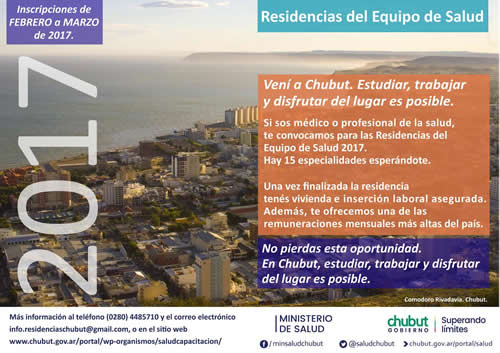 Inscripciones de
FEBRERO a MARZO
de 2017.
Residencias del Equipo de Salud
2017
Vení a Chubut. Estudiar, trabajar
y disfrutar del lugar es posible.
Si sos médico o profesional de la salud,
te convocamos para las Residencias del
Equipo de Salud 2017.
Hay 15 especialidades esperándote.
Una vez finalizada la residencia
tenés vivienda e inserción laboral asegurada.
Además, te ofrecemos una de las
remuneraciones mensuales más altas del país.
No pierdas esta oportunidad.
En Chubut, estudiar, trabajar y disfrutar
del lugar es posible.
Comodoro Rivadavia. Chubut.
Más información al teléfono (0280) 4485710 y el correo electrónico
info.residenciaschubut@gmail.com, o en el sitio web
www.chubut.gov.ar/portal/wp-organismos/saludcapacitacion/
MINISTERIO
DE SALUD
chubut
GOBIERNO
Superando
límites
/minsaludchubut
@saludchubut
chubut.gov.ar/portal/salud